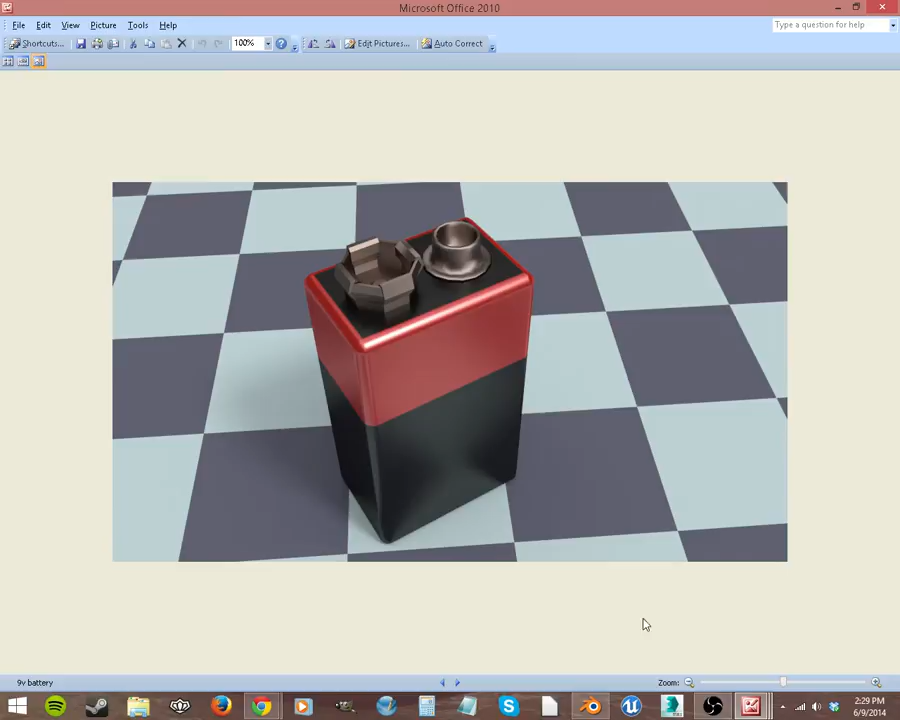 Microsoft Office 2010
File Edit View Picture Tools Help
Type a question for help
Shortcuts... 100% Edit Pictures... Auto Correct
9v battery
Zoom:
2:29 PM
6/9/2014